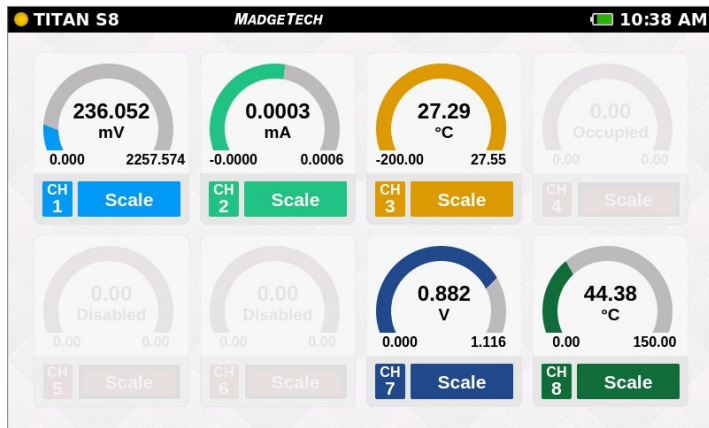 TITAN S8 MADGETECH 10:38 AM
236.052
mV
0.000 2257.574
CH 1 Scale
0.0003
mA
-0.0000 0.0006
CH 2 Scale
27.29
°C
-200.00 27.55
CH 3 Scale
0.00
Occupied
0.00 0.00
CH 4 Scale
0.00
Disabled
0.00 0.00
CH 5 Scale
0.00
Disabled
0.00 0.00
CH 6 Scale
0.882
V
0.000 1.116
CH 7 Scale
44.38
°C
0.00 150.00
CH 8 Scale